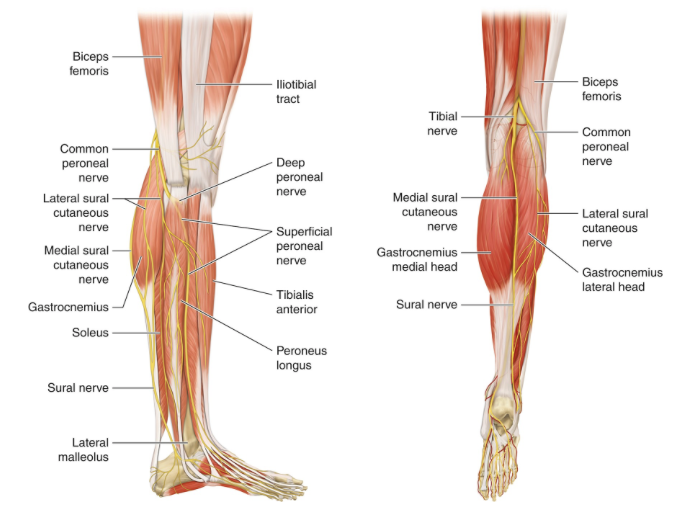 Biceps
femoris
Iliotibial
tract
Common
peroneal
nerve
Deep
peroneal
nerve
Lateral sural
cutaneous
nerve
Superficial
peroneal
nerve
Medial sural
cutaneous
nerve
Tibialis
anterior
Gastrocnemius
Soleus
Peroneus
longus
Sural nerve
Lateral
malleolus
Biceps
femoris
Tibial
nerve
Common
peroneal
nerve
Medial sural
cutaneous
nerve
Lateral sural
cutaneous
nerve
Gastrocnemius
medial head
Gastrocnemius
lateral head
Sural nerve